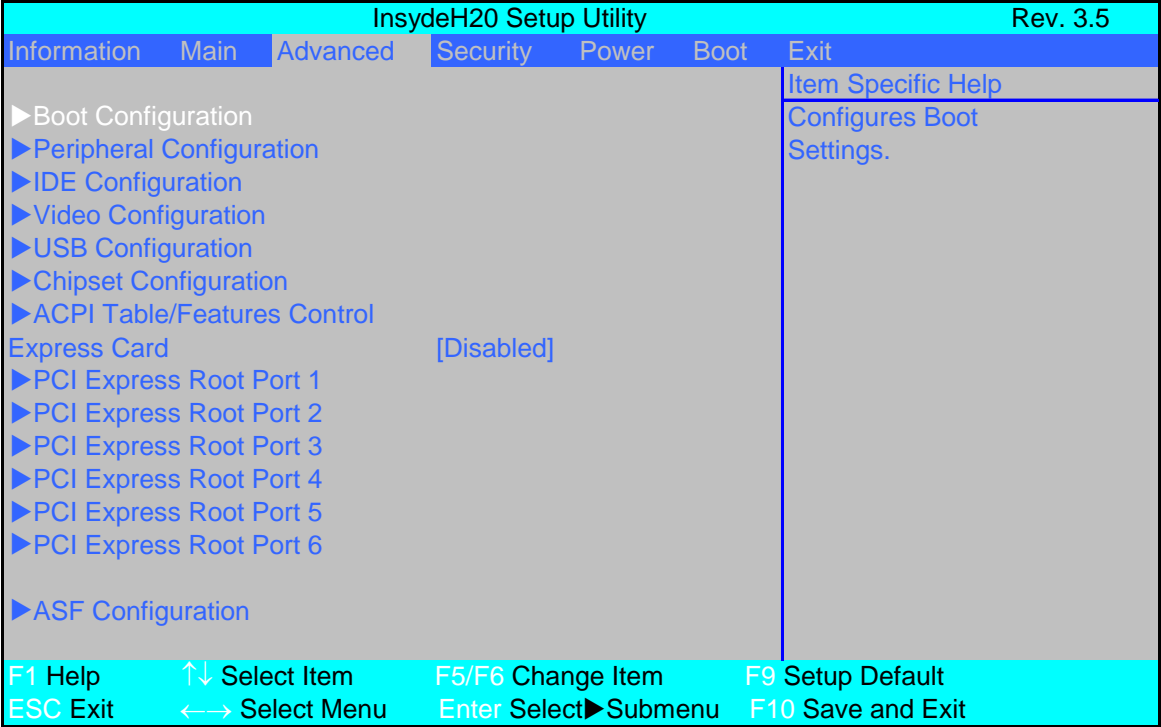 InsydeH20 Setup Utility Rev. 3.5
Information Main Advanced Security Power Boot Exit
Item Specific Help
▶Boot Configuration Configures Boot
▶Peripheral Configuration Settings.
▶IDE Configuration
▶Video Configuration
▶USB Configuration
▶Chipset Configuration
▶ACPI Table/Features Control
Express Card [Disabled]
▶PCI Express Root Port 1
▶PCI Express Root Port 2
▶PCI Express Root Port 3
▶PCI Express Root Port 4
▶PCI Express Root Port 5
▶PCI Express Root Port 6
▶ASF Configuration
F1 Help ↑↓ Select Item F5/F6 Change Item F9 Setup Default
ESC Exit ←→ Select Menu Enter Select▶Submenu F10 Save and Exit